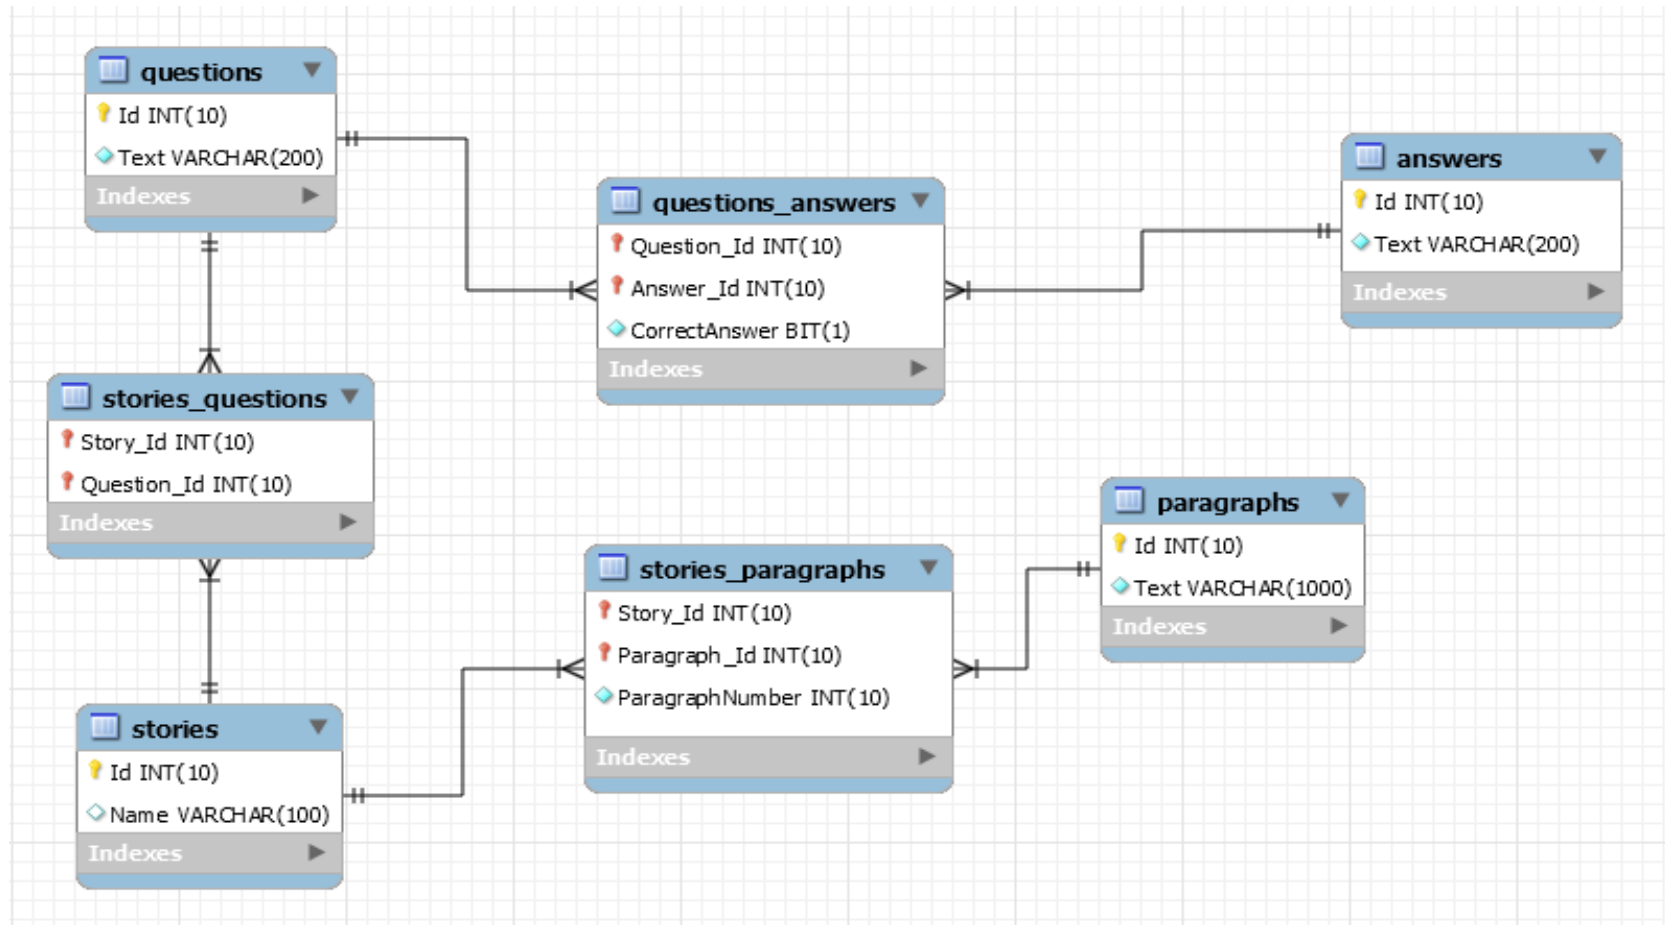 questions
Id INT(10)
Text VARCHAR(200)
Indexes
questions_answers
Question_Id INT(10)
Answer_Id INT(10)
CorrectAnswer BIT(1)
Indexes
answers
Id INT(10)
Text VARCHAR(200)
Indexes
stories_questions
Story_Id INT(10)
Question_Id INT(10)
Indexes
stories_paragraphs
Story_Id INT(10)
Paragraph_Id INT(10)
ParagraphNumber INT(10)
Indexes
paragraphs
Id INT(10)
Text VARCHAR(1000)
Indexes
stories
Id INT(10)
Name VARCHAR(100)
Indexes